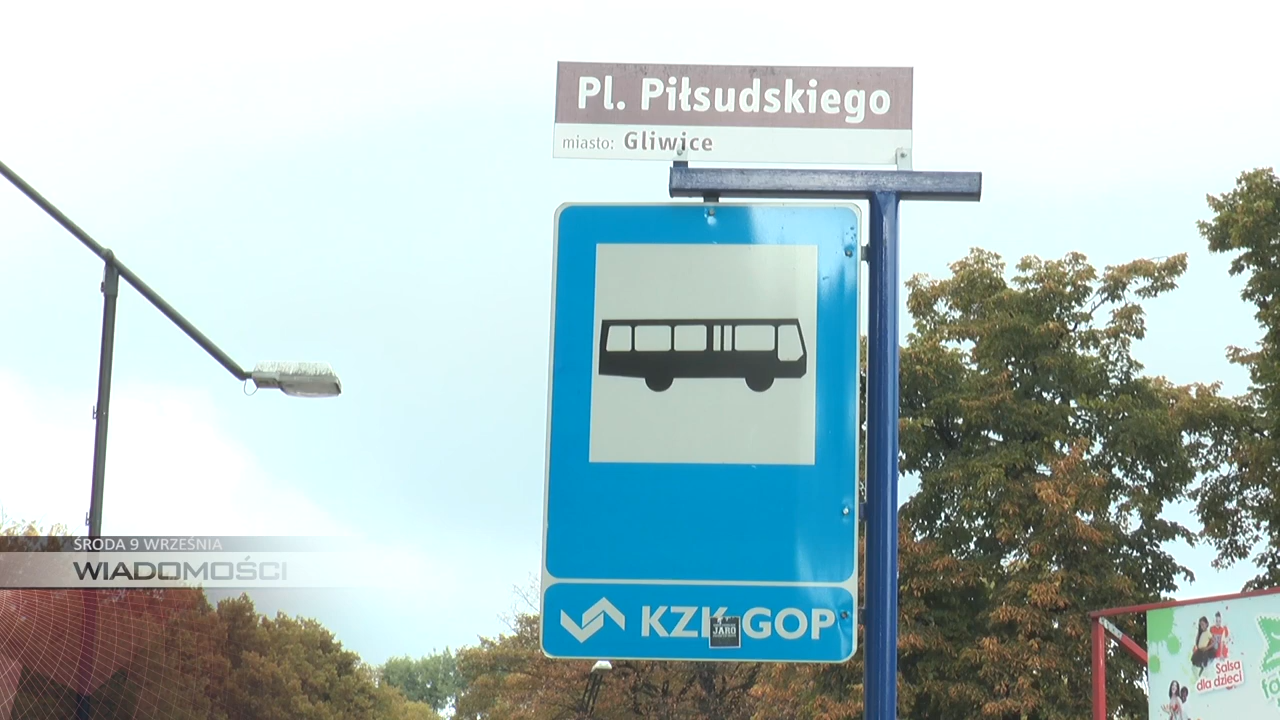 Pl. Piłsudskiego
miasto: Gliwice
KZK GOP
JARO
ŚRODA 9 WRZEŚNIA
WIADOMOŚCI
Salsa
dla dzieci